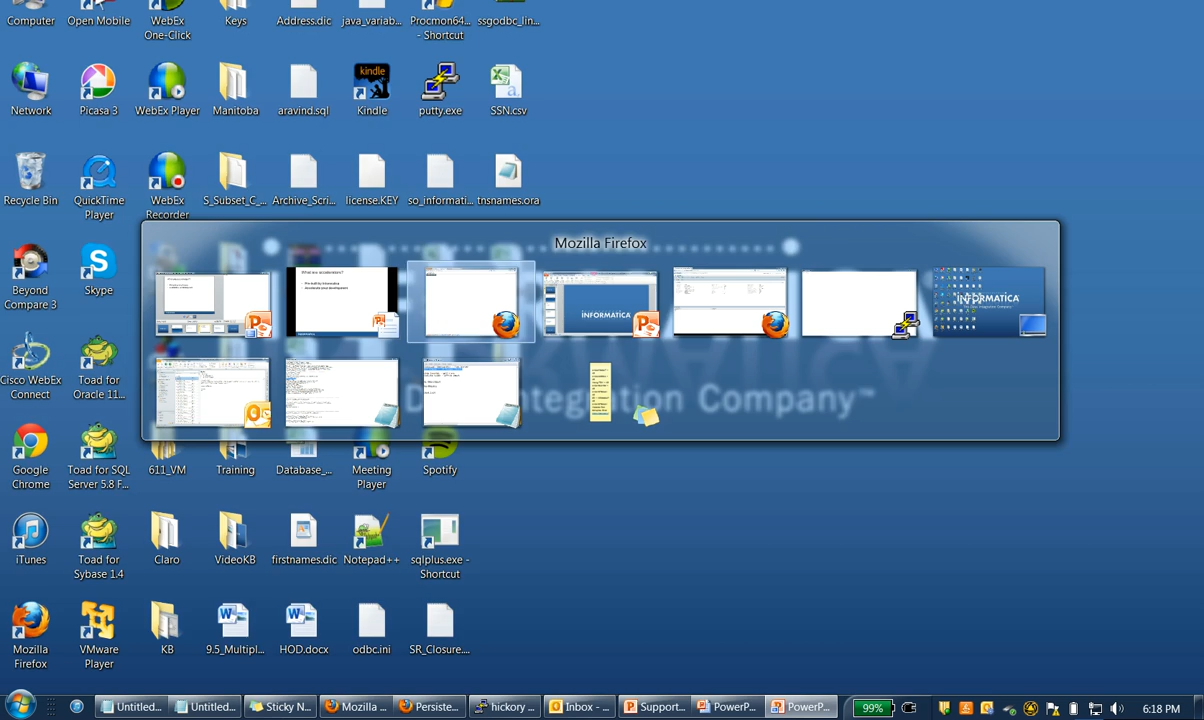 Computer
Open Mobile
WebEx One-Click
Keys
Address.dic
java_variab...
Procmon64... - Shortcut
ssgodbc_lin...
Network
Picasa 3
WebEx Player
Manitoba
aravind.sql
kindle
Kindle
putty.exe
SSN.csv
Recycle Bin
QuickTime Player
WebEx Recorder
S_Subset_C_...
Archive_Scri...
license.KEY
so_informati...
tnsnames.ora
Mozilla Firefox
What are accelerators?
INFORMATICA
INFORMATICA
Data Integration Company™
Beyond Compare 3
Skype
Cisco WebEx Connect
Toad for Oracle 11...
Google Chrome
Toad for SQL Server 5.8 F...
611_VM
Training
Database_...
Meeting Player
Spotify
iTunes
Toad for Sybase 1.4
Claro
VideoKB
firstnames.dic
Notepad++
sqlplus.exe - Shortcut
Mozilla Firefox
VMware Player
KB
9.5_Multipl...
HOD.docx
odbc.ini
SR_Closure....
Untitled...
Untitled...
Sticky N...
Mozilla ...
Persiste...
hickory ...
Inbox - ...
Support...
PowerP...
PowerP...
99%
6:18 PM